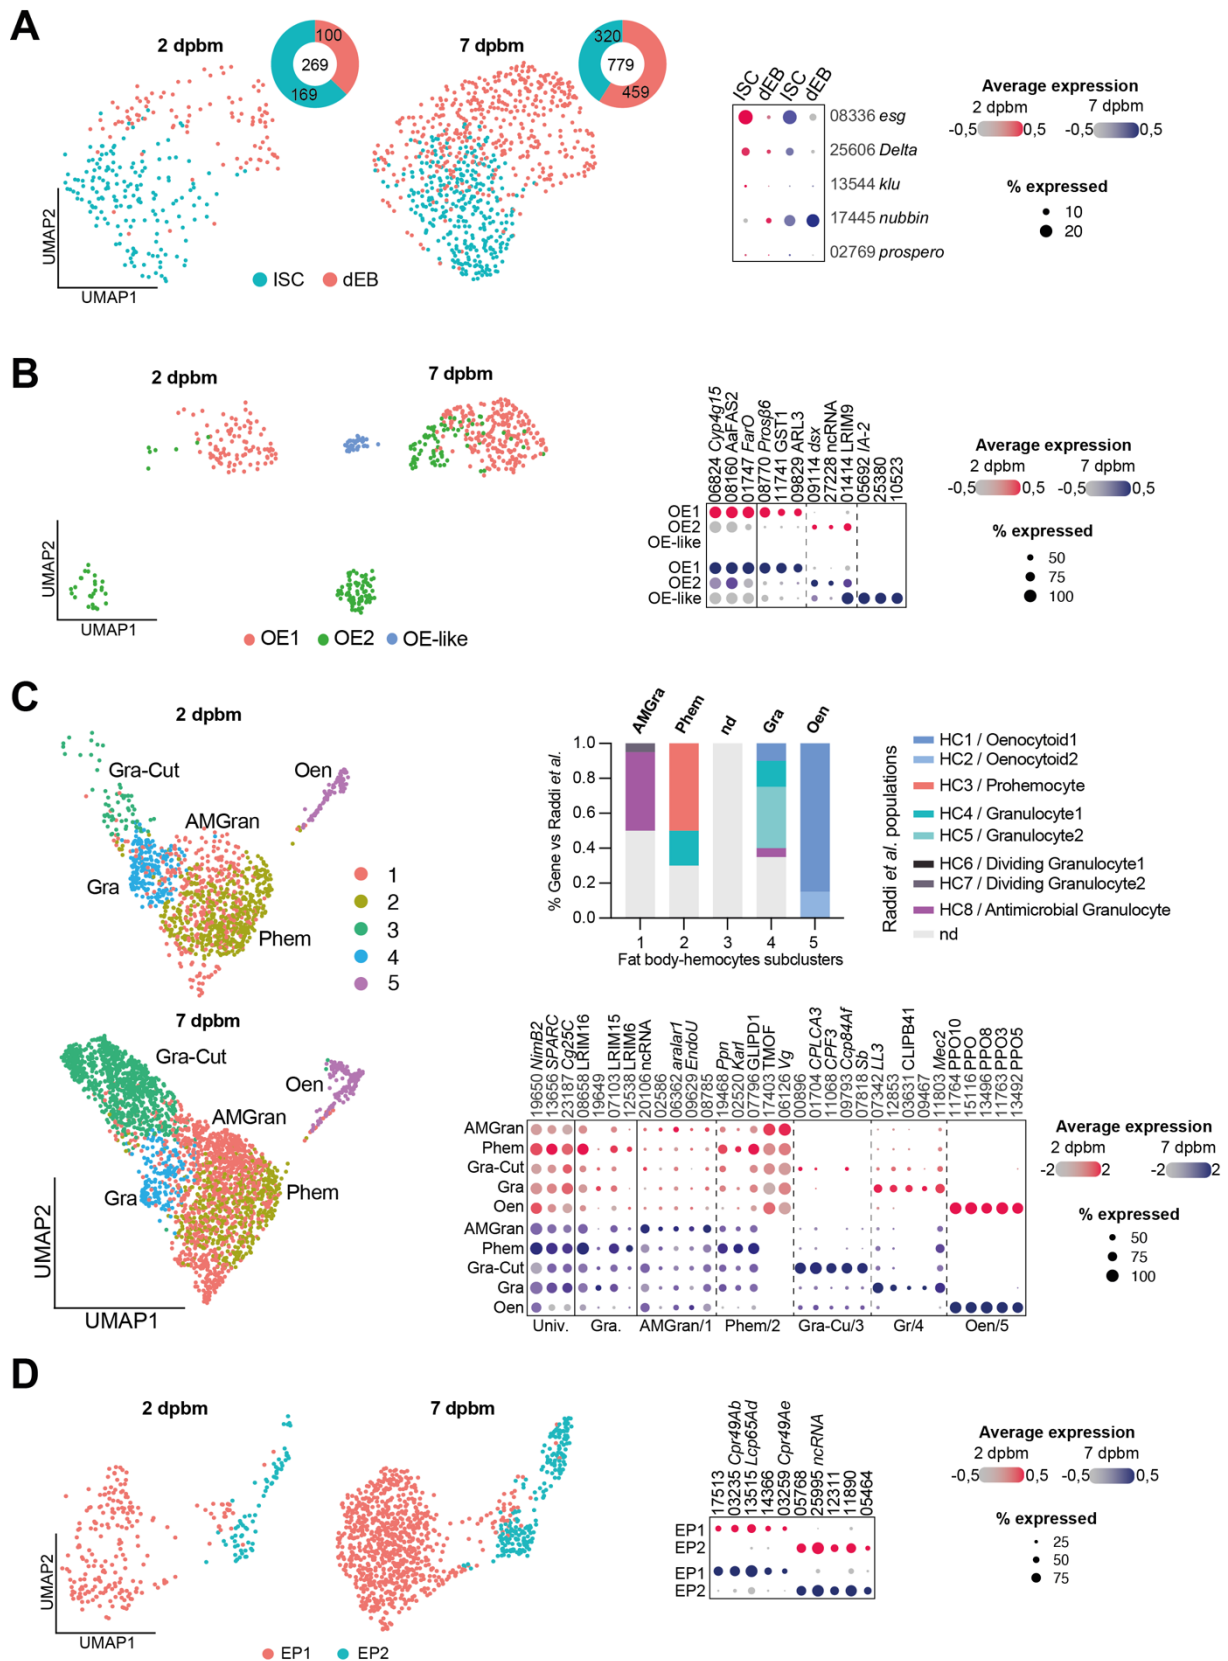 A
2 dpbm
7 dpbm
100
269
169
320
779
459
UMAP2
UMAP1
ISC
dEB
ISC
dEB
ISC
dEB
08336 esg
25606 Delta
13544 klu
17445 nubbin
02769 prospero
Average expression
2 dpbm
7 dpbm
-0,5
0,5
-0,5
0,5
% expressed
10
20
B
2 dpbm
7 dpbm
UMAP2
UMAP1
OE1
OE2
OE-like
06824 Cyp4g15
08160 AaFAS2
01747 FarO
08770 Prosβ6
11741 GST1
09829 ARL3
09114 dsx
27228 ncRNA
01414 LRIM9
05692 IA-2
25380
10523
OE1
OE2
OE-like
OE1
OE2
OE-like
Average expression
2 dpbm
7 dpbm
-0,5
0,5
-0,5
0,5
% expressed
50
75
100
C
2 dpbm
Gra-Cut
Oen
AMGran
Gra
Phem
1
2
3
4
5
7 dpbm
Gra-Cut
Oen
AMGran
Gra
Phem
UMAP2
UMAP1
AMGra
Phem
nd
Gra
Oen
% Gene vs Raddi et al.
1.0
0.8
0.6
0.4
0.2
0.0
1 2 3 4 5
Fat body-hemocytes subclusters
Raddi et al. populations
HC1 / Oenocytoid1
HC2 / Oenocytoid2
HC3 / Prohemocyte
HC4 / Granulocyte1
HC5 / Granulocyte2
HC6 / Dividing Granulocyte1
HC7 / Dividing Granulocyte2
HC8 / Antimicrobial Granulocyte
nd
19650 NimB2
13656 SPARC
23187 Cg25C
08658 LRIM16
19649
07103 LRIM15
12538 LRIM6
20106 ncRNA
02586
06362 aralar1
09629 EndoU
08785
19468 Ppn
02520 Karl
07796 GLIPD1
17403 TMOF
06126 Vg
00896
01704 CPLCA3
11068 CPF3
09793 Ccp84Af
07818 Sb
07342 LL3
12853
03631 CLIPB41
09467
11803 Mec2
11764 PPO10
15116 PPO
13496 PPO8
11763 PPO3
13492 PPO5
AMGran
Phem
Gra-Cut
Gra
Oen
AMGran
Phem
Gra-Cut
Gra
Oen
Univ.
Gra.
AMGran/1
Phem/2
Gra-Cu/3
Gr/4
Oen/5
Average expression
2 dpbm
7 dpbm
-2
2
-2
2
% expressed
50
75
100
D
2 dpbm
7 dpbm
UMAP2
UMAP1
EP1
EP2
17513
03235 Cpr49Ab
13515 Lcp65Ad
14366
03259 Cpr49Ae
05768
25995 ncRNA
12311
11890
05464
EP1
EP2
EP1
EP2
Average expression
2 dpbm
7 dpbm
-0,5
0,5
-0,5
0,5
% expressed
25
50
75